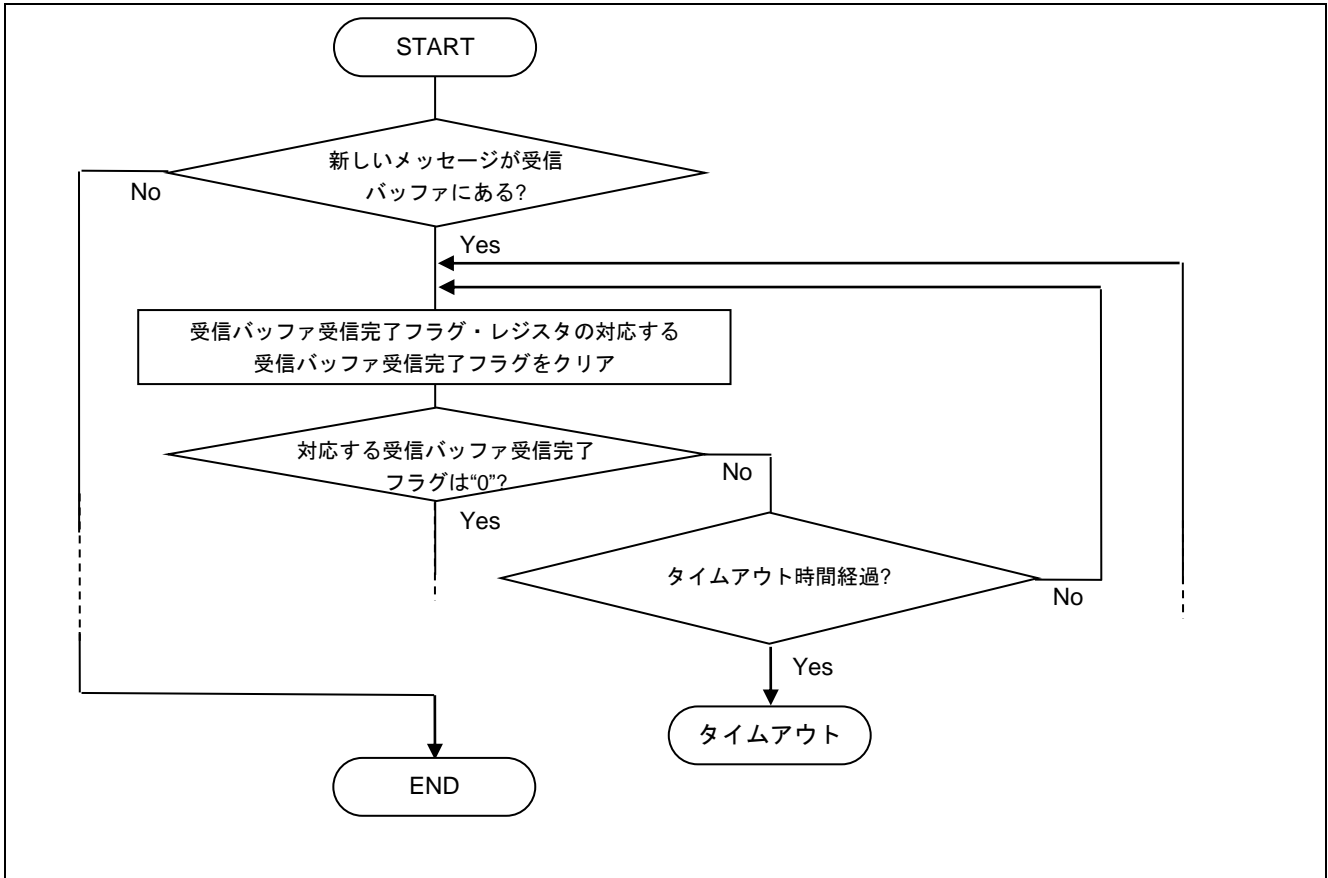 START
新しいメッセージが受信
バッファにある?
No
Yes
受信バッファ受信完了フラグ・レジスタの対応する
受信バッファ受信完了フラグをクリア
対応する受信バッファ受信完了
フラグは“0”?
No
Yes
タイムアウト時間経過?
No
Yes
タイムアウト
END